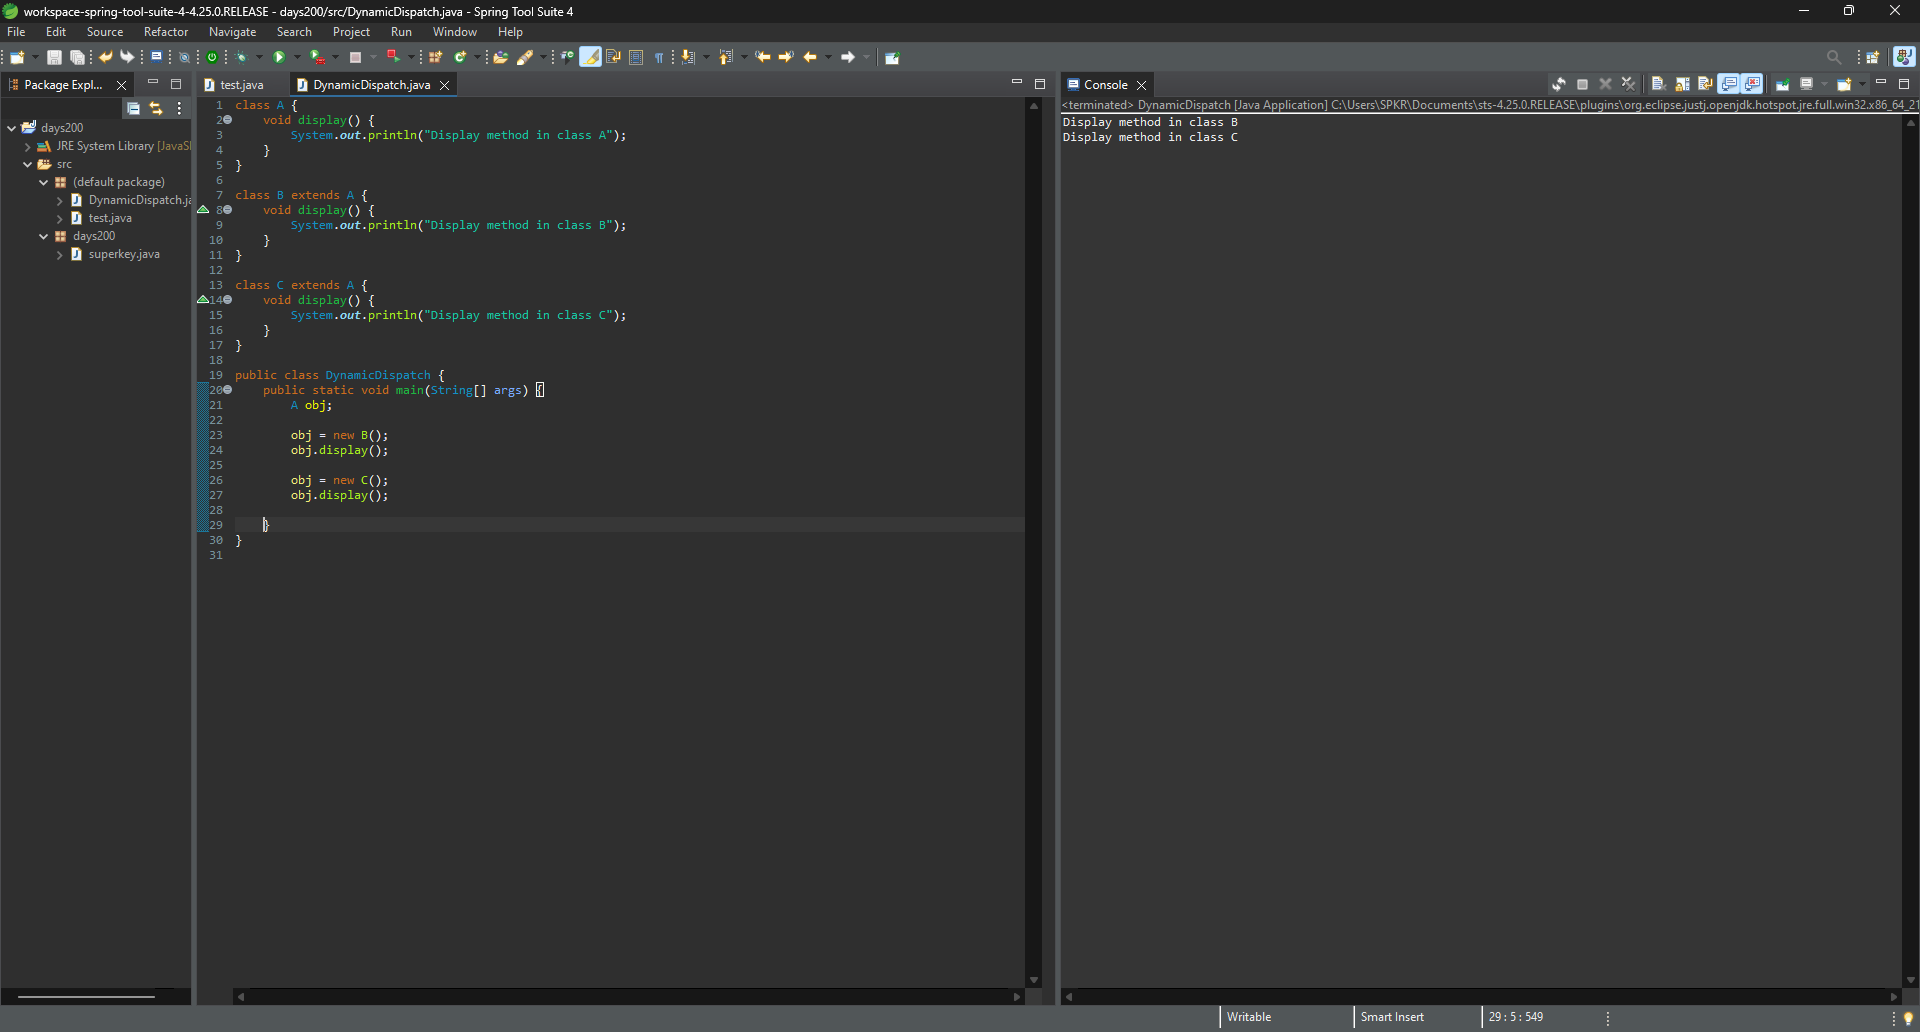 workspace-spring-tool-suite-4-4.25.0.RELEASE - days200/src/DynamicDispatch.java - Spring Tool Suite 4
File Edit Source Refactor Navigate Search Project Run Window Help
Package Expl...
days200
JRE System Library [JavaS
src
(default package)
DynamicDispatch.ja
test.java
days200
superkey.java
test.java DynamicDispatch.java
1 class A {
2 void display() {
3 System.out.println("Display method in class A");
4 }
5 }
6
7 class B extends A {
8 void display() {
9 System.out.println("Display method in class B");
10 }
11 }
12
13 class C extends A {
14 void display() {
15 System.out.println("Display method in class C");
16 }
17 }
18
19 public class DynamicDispatch {
20 public static void main(String[] args) {
21 A obj;
22
23 obj = new B();
24 obj.display();
25
26 obj = new C();
27 obj.display();
28
29 }
30 }
31
Console
<terminated> DynamicDispatch [Java Application] C:\Users\SPKR\Documents\sts-4.25.0.RELEASE\plugins\org.eclipse.justj.openjdk.hotspot.jre.full.win32.x86_64_21
Display method in class B
Display method in class C
Writable Smart Insert 29 : 5 : 549